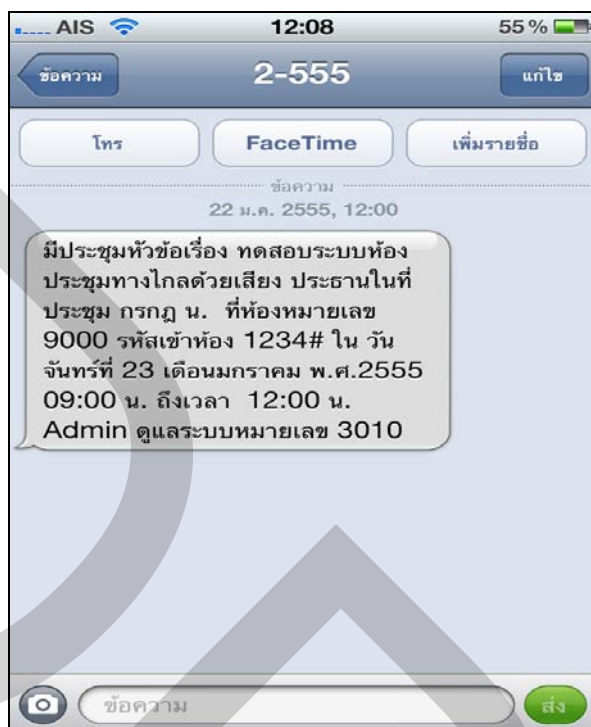 AIS 12:08 55 %
ข้อความ 2-555 แก้ไข
โทร FaceTime เพิ่มรายชื่อ
ข้อความ
22 ม.ค. 2555, 12:00
มีประชุมหัวข้อเรื่อง ทดสอบระบบห้อง
ประชุมทางไกลด้วยเสียง ประธานในที่
ประชุม กรกฎ น. ที่ห้องหมายเลข
9000 รหัสเข้าห้อง 1234# ใน วัน
จันทร์ที่ 23 เดือนมกราคม พ.ศ.2555
09:00 น. ถึงเวลา 12:00 น.
Admin ดูแลระบบหมายเลข 3010
ข้อความ ส่ง